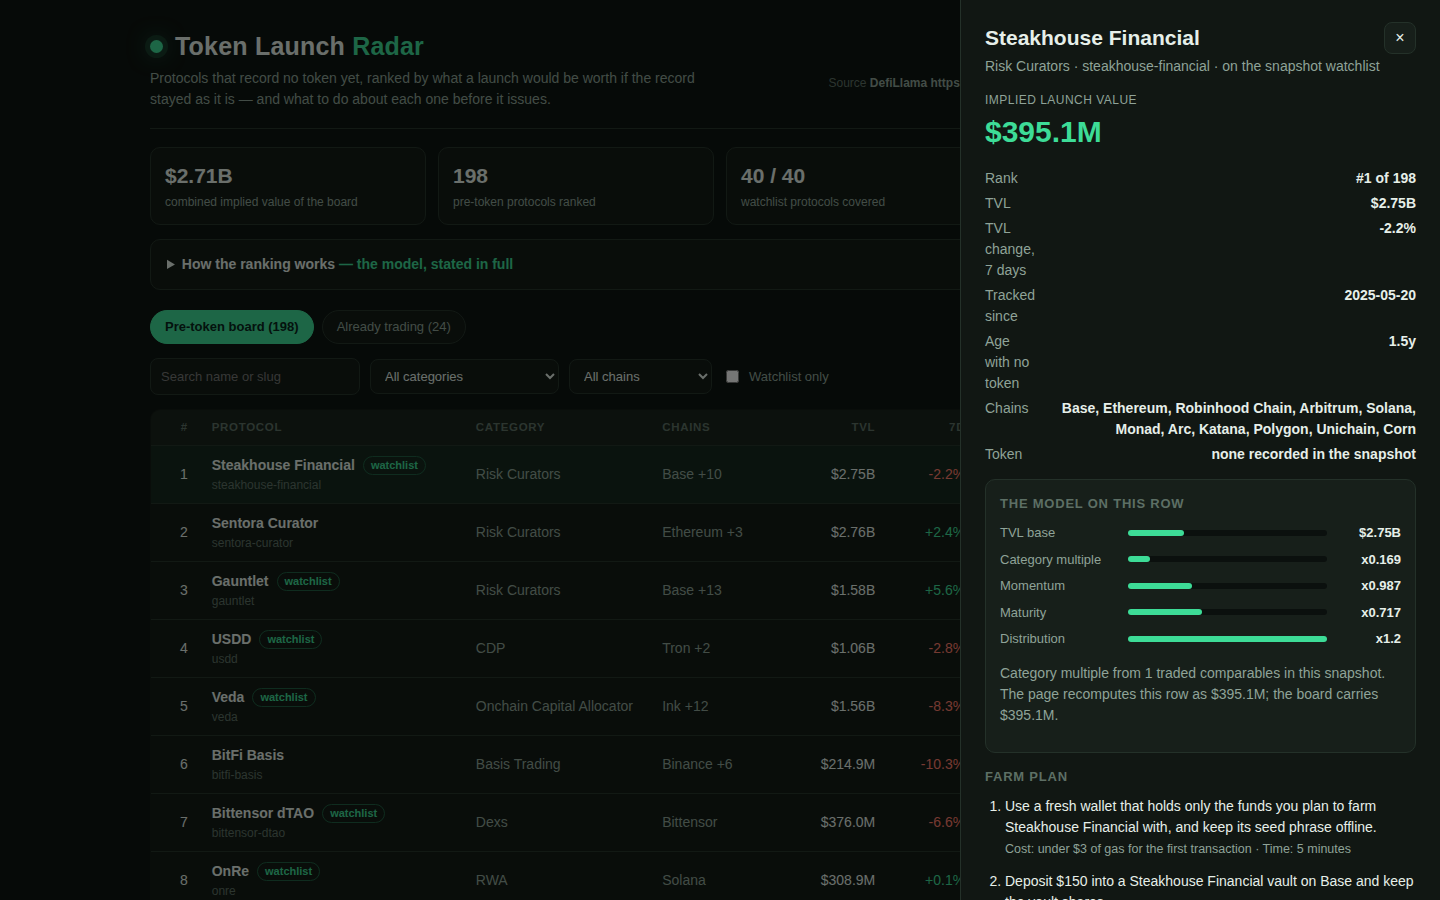 Token Launch Radar
Protocols that record no token yet, ranked by what a launch would be worth if the record
stayed as it is — and what to do about each one before it issues.
Source DefiLlama https
$2.71B
combined implied value of the board
198
pre-token protocols ranked
40 / 40
watchlist protocols covered
How the ranking works — the model, stated in full
Pre-token board (198)
Already trading (24)
Search name or slug
All categories
All chains
Watchlist only
# PROTOCOL CATEGORY CHAINS TVL 7D
1 Steakhouse Financial watchlist Risk Curators Base +10 $2.75B -2.2%
steakhouse-financial
2 Sentora Curator Risk Curators Ethereum +3 $2.76B +2.4%
sentora-curator
3 Gauntlet watchlist Risk Curators Base +13 $1.58B +5.6%
gauntlet
4 USDD watchlist CDP Tron +2 $1.06B -2.8%
usdd
5 Veda watchlist Onchain Capital Allocator Ink +12 $1.56B -8.3%
veda
6 BitFi Basis Basis Trading Binance +6 $214.9M -10.3%
bitfi-basis
7 Bittensor dTAO watchlist Dexs Bittensor $376.0M -6.6%
bittensor-dtao
8 OnRe watchlist RWA Solana $308.9M +0.1%
onre
Steakhouse Financial
×
Risk Curators · steakhouse-financial · on the snapshot watchlist
IMPLIED LAUNCH VALUE
$395.1M
Rank #1 of 198
TVL $2.75B
TVL change, 7 days -2.2%
Tracked since 2025-05-20
Age with no token 1.5y
Chains Base, Ethereum, Robinhood Chain, Arbitrum, Solana,
Monad, Arc, Katana, Polygon, Unichain, Corn
Token none recorded in the snapshot
THE MODEL ON THIS ROW
TVL base $2.75B
Category multiple x0.169
Momentum x0.987
Maturity x0.717
Distribution x1.2
Category multiple from 1 traded comparables in this snapshot.
The page recomputes this row as $395.1M; the board carries
$395.1M.
FARM PLAN
1. Use a fresh wallet that holds only the funds you plan to farm
Steakhouse Financial with, and keep its seed phrase offline.
Cost: under $3 of gas for the first transaction · Time: 5 minutes
2. Deposit $150 into a Steakhouse Financial vault on Base and keep